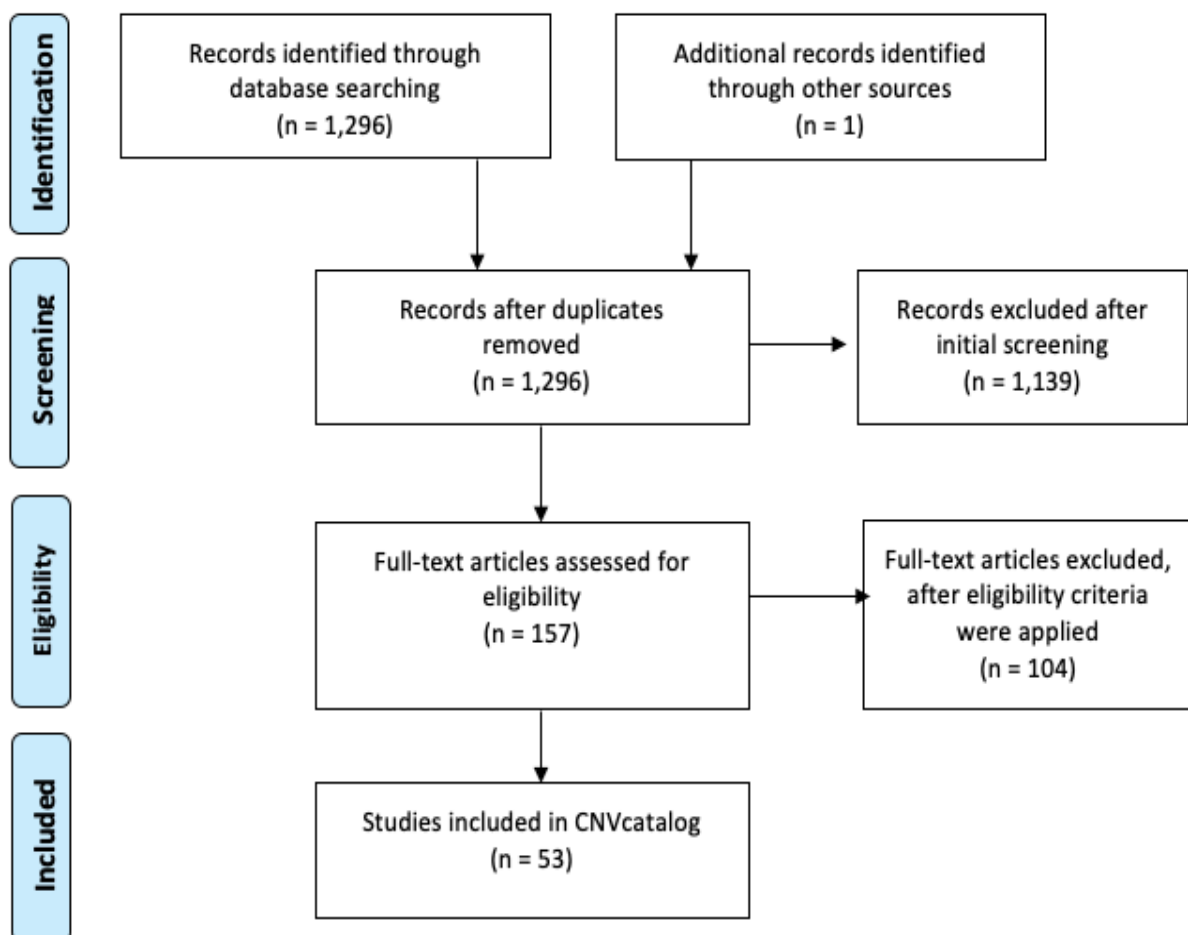 Identification
Records identified through
database searching
(n = 1,296)
Additional records identified
through other sources
(n = 1)
Screening
Records after duplicates
removed
(n = 1,296)
Records excluded after
initial screening
(n = 1,139)
Eligibility
Full-text articles assessed for
eligibility
(n = 157)
Full-text articles excluded,
after eligibility criteria
were applied
(n = 104)
Included
Studies included in CNVcatalog
(n = 53)